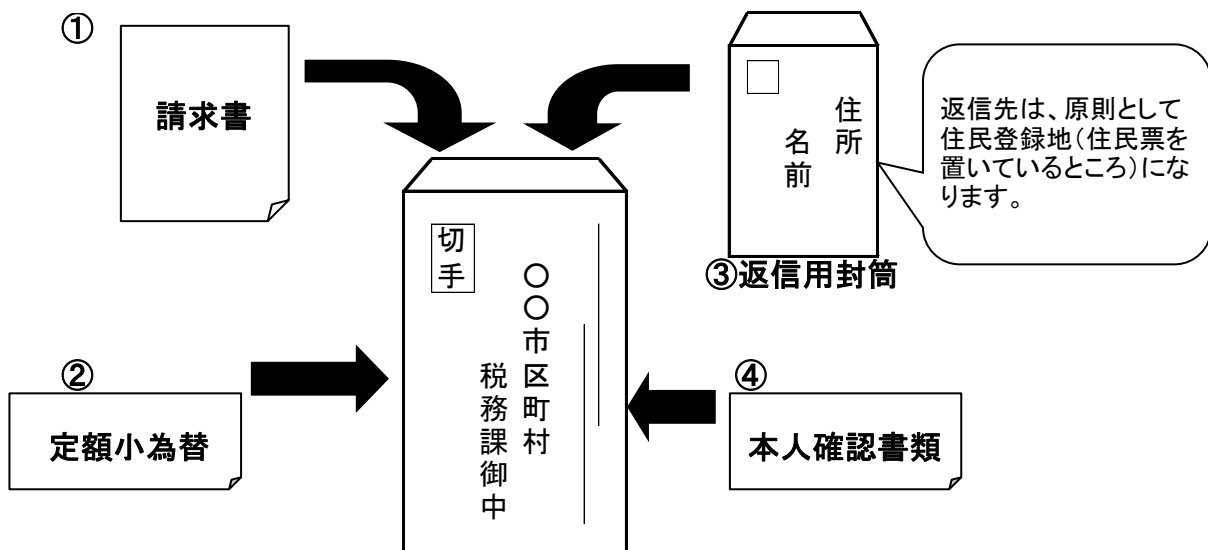 ①
請求書
住所
名前
返信先は、原則として
住民登録地(住民票を
置いているところ)にな
ります。
③返信用封筒
切手
〇〇市区町村
税務課御中
②
定額小為替
④
本人確認書類